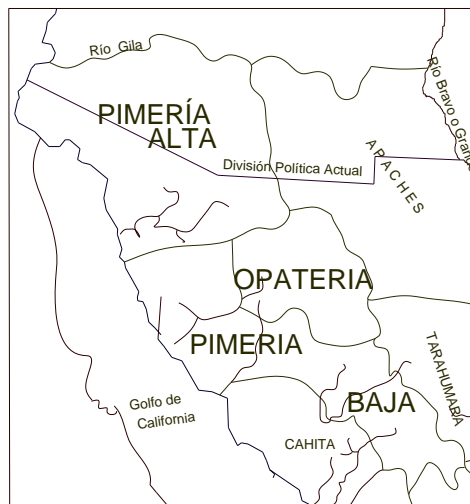 Río Gila
Río Bravo o Grande
PIMERÍA
ALTA
APACHES
División Política Actual
OPATERIA
PIMERIA
TARAHUMARA
BAJA
Golfo de
California
CAHITA